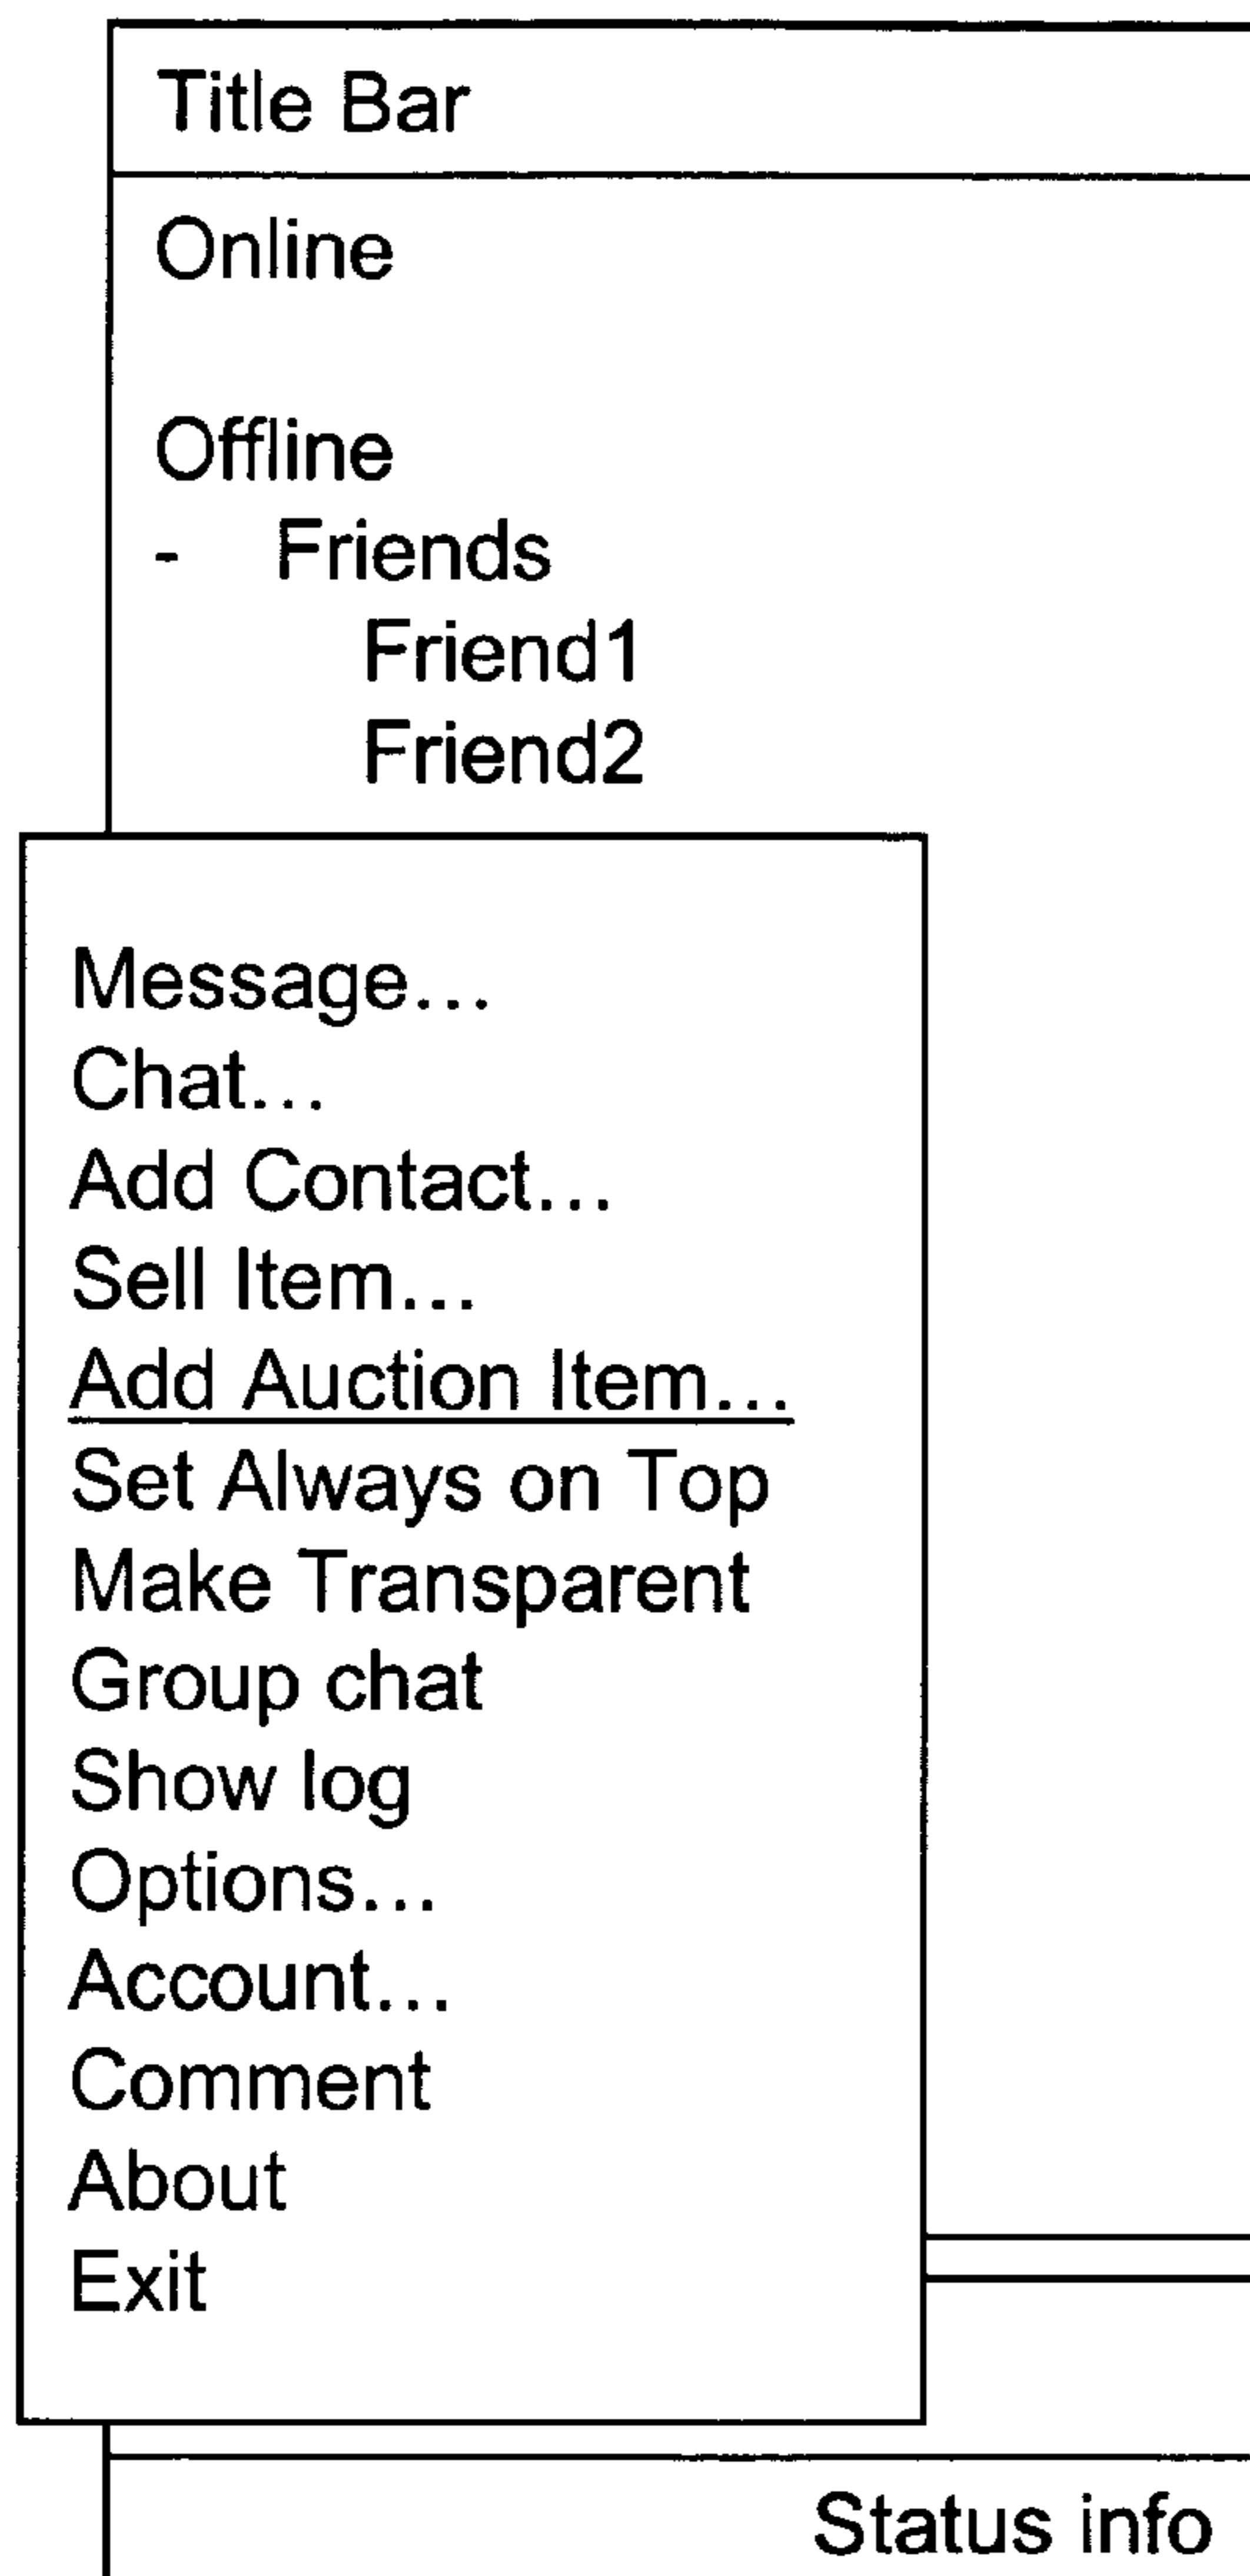 Title Bar
Online
Offline
- Friends
Friend1
Friend2
Message...
Chat...
Add Contact...
Sell Item...
Add Auction Item...
Set Always on Top
Make Transparent
Group chat
Show log
Options...
Account...
Comment
About
Exit
Status info